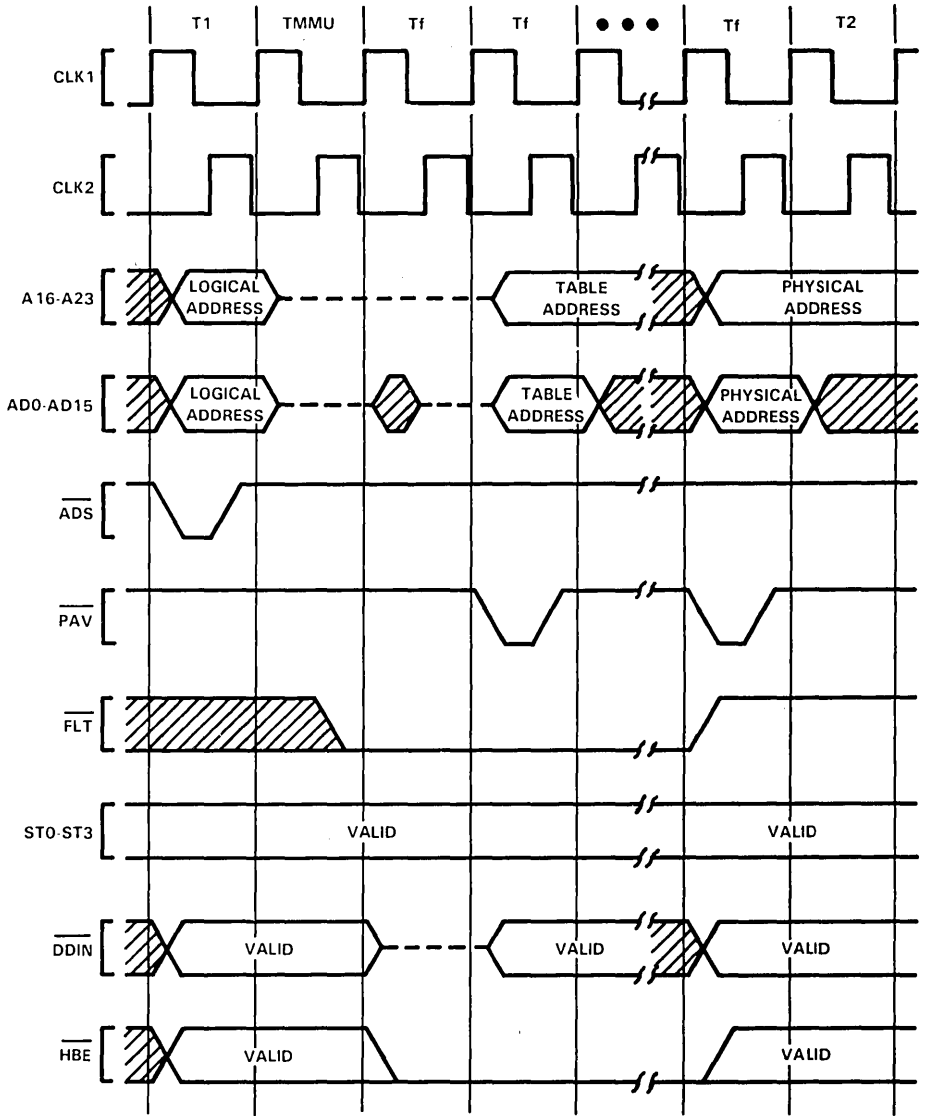 T1 TMMU Tf Tf ● ● ● Tf T2
CLK1
CLK2
A16-A23
LOGICAL
ADDRESS
TABLE
ADDRESS
PHYSICAL
ADDRESS
AD0-AD15
LOGICAL
ADDRESS
TABLE
ADDRESS
PHYSICAL
ADDRESS
ADS
PAV
FLT
ST0-ST3
VALID
VALID
DDIN
VALID
VALID
VALID
HBE
VALID
VALID